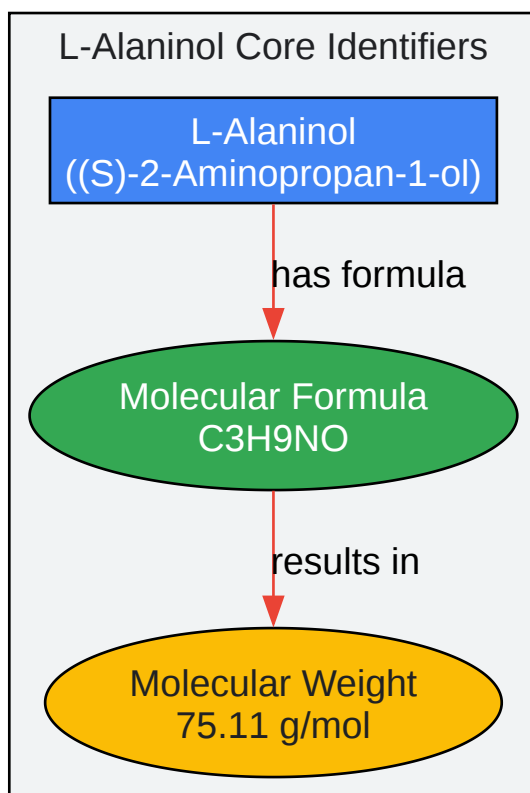 L-Alaninol Core Identifiers
L-Alaninol
((S)-2-Aminopropan-1-ol)
has formula
Molecular Formula
C3H9NO
results in
Molecular Weight
75.11 g/mol